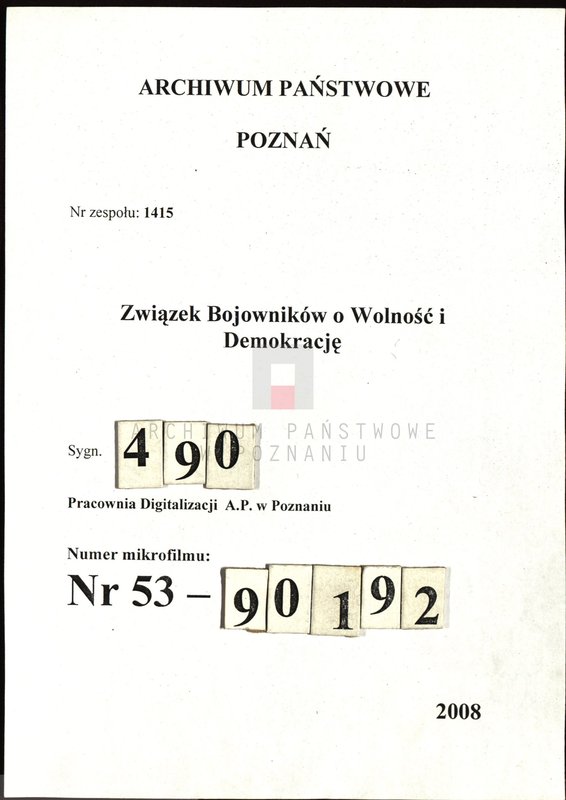 ARCHIWUM PAŃSTWOWE
POZNAŃ
Nr zespołu: 1415
Związek Bojowników o Wolność i
Demokrację
ARCHIWUM PAŃSTWOWE
W POZNANIU
Sygn. 490
Pracownia Digitalizacji A.P. w Poznaniu
Numer mikrofilmu:
Nr 53 – 90192
2008